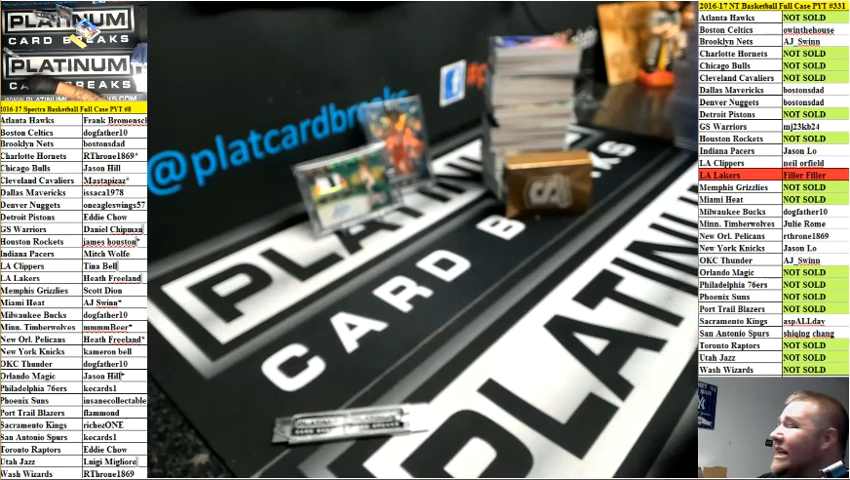 PLATINUM
CARD BREAKS
PLATINUM
2016-17 Spectra Basketball Full Case PYT #8
Atlanta Hawks Frank Bromensch
Boston Celtics dogfather10
Brooklyn Nets bostonsdad
Charlotte Hornets RThrone1869*
Chicago Bulls Jason Hill
Cleveland Cavaliers Mastapizaz*
Dallas Mavericks issaca1978
Denver Nuggets oneagleswings57
Detroit Pistons Eddie Chow
GS Warriors Daniel Chipman
Houston Rockets james houston*
Indiana Pacers Mitch Wolfe
LA Clippers Tina Bell
LA Lakers Heath Freeland
Memphis Grizzlies Scott Dion
Miami Heat AJ Swinn*
Milwaukee Bucks dogfather10
Minn. Timberwolves mmmmBeer*
New Orl. Pelicans Heath Freeland*
New York Knicks kameron bell
OKC Thunder dogfather10
Orlando Magic Jason Hill*
Philadelphia 76ers kecards1
Phoenix Suns insanecollectable
Port Trail Blazers flammond
Sacramento Kings richezONE
San Antonio Spurs kecards1
Toronto Raptors Eddie Chow
Utah Jazz Luigi Migliore
Wash Wizards RThrone1869
@platcardbreaks
#p
PLATINUM
CARD B
KS
PLATINUM
2016-17 NT Basketball Full Case PYT #331
Atlanta Hawks NOT SOLD
Boston Celtics owinthehouse
Brooklyn Nets AJ_Swinn
Charlotte Hornets NOT SOLD
Chicago Bulls NOT SOLD
Cleveland Cavaliers NOT SOLD
Dallas Mavericks bostonsdad
Denver Nuggets bostonsdad
Detroit Pistons NOT SOLD
GS Warriors mj23kb24
Houston Rockets NOT SOLD
Indiana Pacers Jason Lo
LA Clippers neil orfield
LA Lakers Filler Filler
Memphis Grizzlies NOT SOLD
Miami Heat NOT SOLD
Milwaukee Bucks dogfather10
Minn. Timberwolves Julie Rome
New Orl. Pelicans rthrone1869
New York Knicks Jason Lo
OKC Thunder AJ_Swinn
Orlando Magic NOT SOLD
Philadelphia 76ers NOT SOLD
Phoenix Suns NOT SOLD
Port Trail Blazers NOT SOLD
Sacramento Kings aspALLday
San Antonio Spurs shiqing chang
Toronto Raptors NOT SOLD
Utah Jazz NOT SOLD
Wash Wizards NOT SOLD